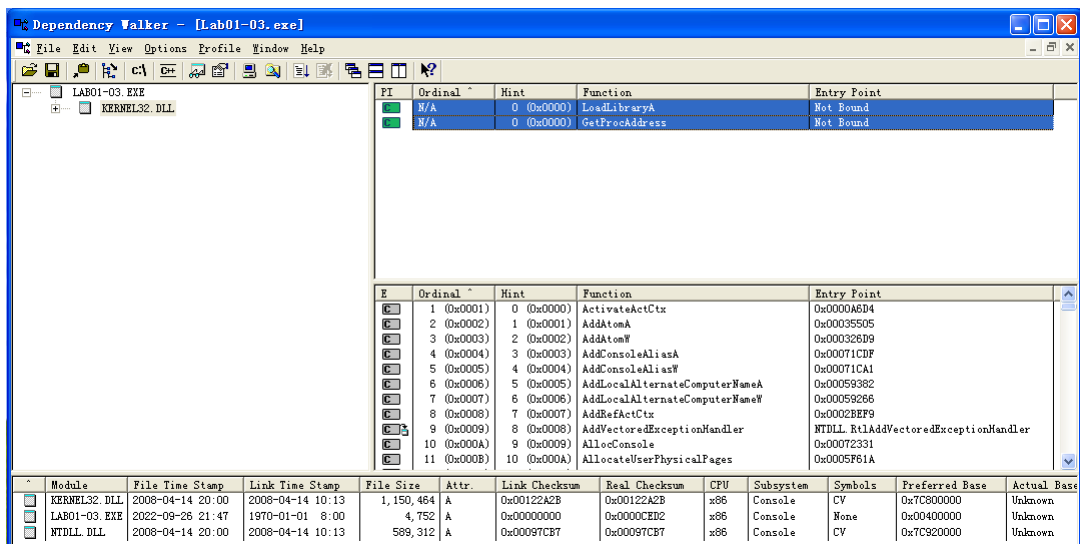 Dependency Walker - [Lab01-03.exe]
File Edit View Options Profile Window Help
C:\ C++
LAB01-03.EXE
KERNEL32.DLL
PI Ordinal ^ Hint Function Entry Point
C N/A 0 (0x0000) LoadLibraryA Not Bound
C N/A 0 (0x0000) GetProcAddress Not Bound
E Ordinal ^ Hint Function Entry Point
C 1 (0x0001) 0 (0x0000) ActivateActCtx 0x0000A6D4
C 2 (0x0002) 1 (0x0001) AddAtomA 0x00035505
C 3 (0x0003) 2 (0x0002) AddAtomW 0x000326D9
C 4 (0x0004) 3 (0x0003) AddConsoleAliasA 0x00071CDF
C 5 (0x0005) 4 (0x0004) AddConsoleAliasW 0x00071CA1
C 6 (0x0006) 5 (0x0005) AddLocalAlternateComputerNameA 0x00059382
C 7 (0x0007) 6 (0x0006) AddLocalAlternateComputerNameW 0x00059266
C 8 (0x0008) 7 (0x0007) AddRefActCtx 0x0002BEF9
C 9 (0x0009) 8 (0x0008) AddVectoredExceptionHandler NTDLL.RtlAddVectoredExceptionHandler
C 10 (0x000A) 9 (0x0009) AllocConsole 0x00072331
C 11 (0x000B) 10 (0x000A) AllocateUserPhysicalPages 0x0005F61A
^ Module File Time Stamp Link Time Stamp File Size Attr. Link Checksum Real Checksum CPU Subsystem Symbols Preferred Base Actual Base
KERNEL32.DLL 2008-04-14 20:00 2008-04-14 10:13 1,150,464 A 0x00122A2B 0x00122A2B x86 Console CV 0x7C800000 Unknown
LAB01-03.EXE 2022-09-26 21:47 1970-01-01 8:00 4,752 A 0x00000000 0x0000CED2 x86 Console None 0x00400000 Unknown
NTDLL.DLL 2008-04-14 20:00 2008-04-14 10:13 589,312 A 0x00097CB7 0x00097CB7 x86 Console CV 0x7C920000 Unknown